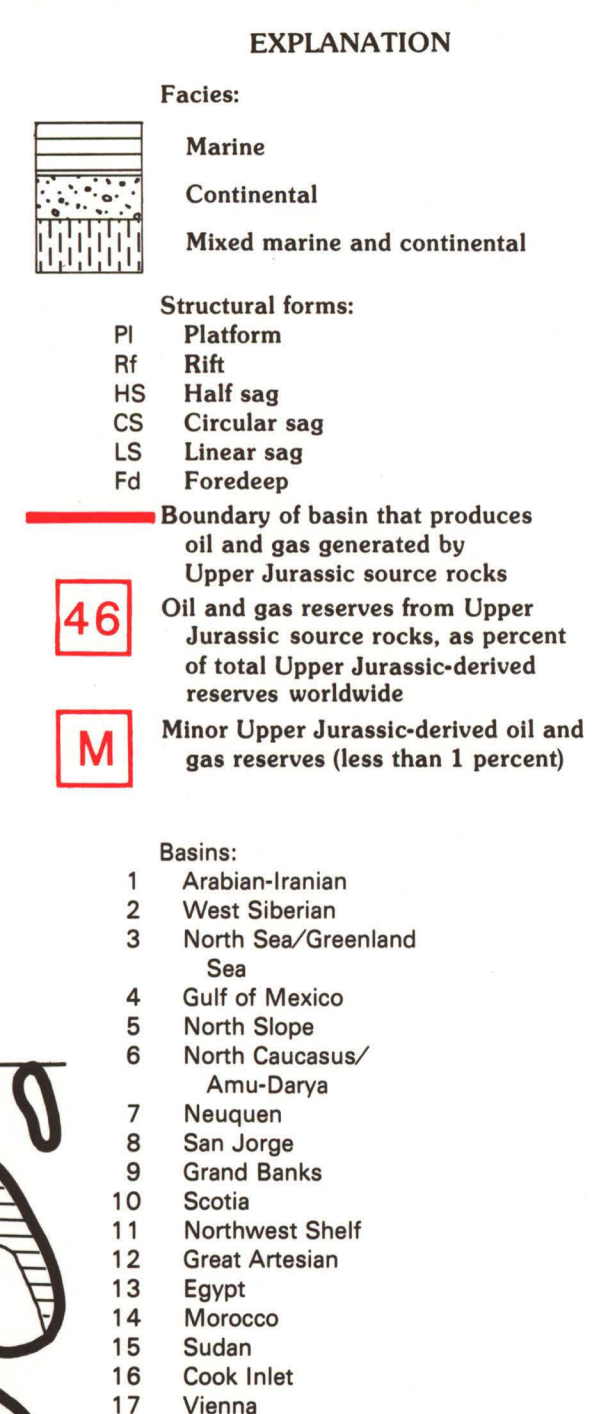 EXPLANATION
Facies:
Marine
Continental
Mixed marine and continental
Structural forms:
Pl Platform
Rf Rift
HS Half sag
CS Circular sag
LS Linear sag
Fd Foredeep
Boundary of basin that produces
oil and gas generated by
Upper Jurassic source rocks
46 Oil and gas reserves from Upper
Jurassic source rocks, as percent
of total Upper Jurassic-derived
reserves worldwide
M Minor Upper Jurassic-derived oil and
gas reserves (less than 1 percent)
Basins:
1 Arabian-Iranian
2 West Siberian
3 North Sea/Greenland
Sea
4 Gulf of Mexico
5 North Slope
6 North Caucasus/
Amu-Darya
7 Neuquen
8 San Jorge
9 Grand Banks
10 Scotia
11 Northwest Shelf
12 Great Artesian
13 Egypt
14 Morocco
15 Sudan
16 Cook Inlet
17 Vienna